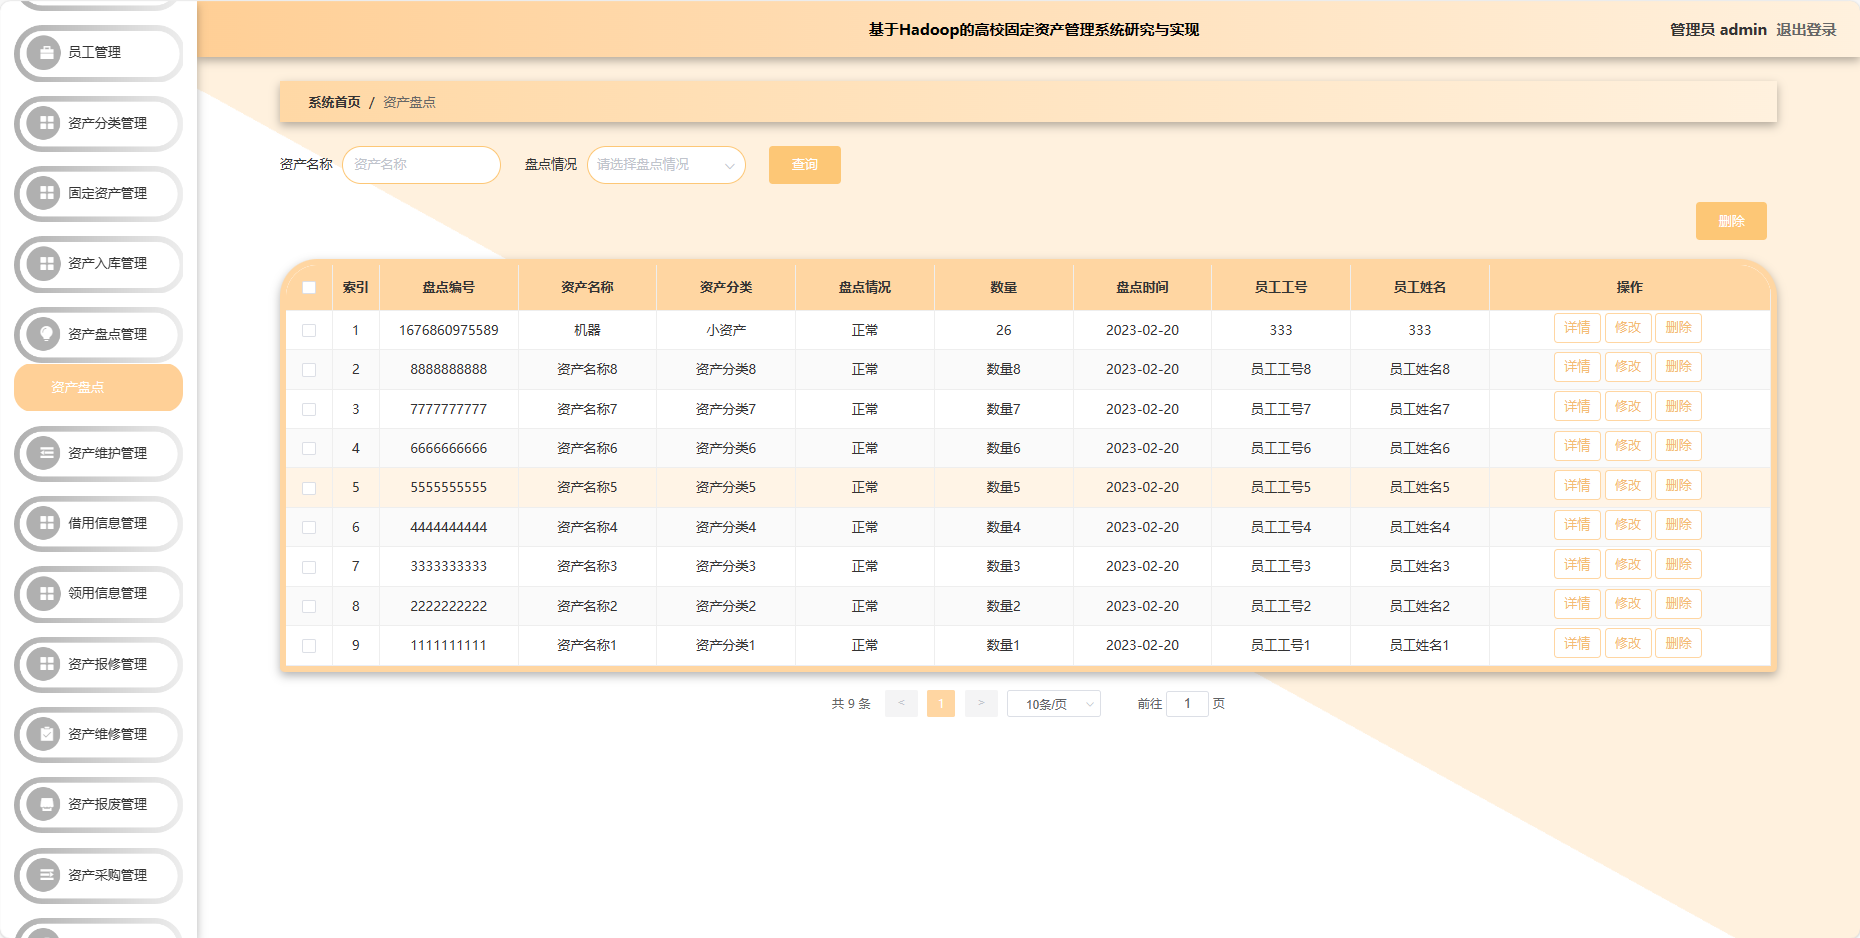 基于Hadoop的高校固定资产管理系统研究与实现
管理员 admin 退出登录
员工管理
资产分类管理
固定资产管理
资产入库管理
资产盘点管理
资产盘点
资产维护管理
借用信息管理
领用信息管理
资产报修管理
资产维修管理
资产报废管理
资产采购管理
系统首页 / 资产盘点
资产名称 资产名称 盘点情况 请选择盘点情况 查询
删除
索引 盘点编号 资产名称 资产分类 盘点情况 数量 盘点时间 员工工号 员工姓名 操作
1 1676860975589 机器 小资产 正常 26 2023-02-20 333 333 详情 修改 删除
2 8888888888 资产名称8 资产分类8 正常 数量8 2023-02-20 员工工号8 员工姓名8 详情 修改 删除
3 7777777777 资产名称7 资产分类7 正常 数量7 2023-02-20 员工工号7 员工姓名7 详情 修改 删除
4 6666666666 资产名称6 资产分类6 正常 数量6 2023-02-20 员工工号6 员工姓名6 详情 修改 删除
5 5555555555 资产名称5 资产分类5 正常 数量5 2023-02-20 员工工号5 员工姓名5 详情 修改 删除
6 4444444444 资产名称4 资产分类4 正常 数量4 2023-02-20 员工工号4 员工姓名4 详情 修改 删除
7 3333333333 资产名称3 资产分类3 正常 数量3 2023-02-20 员工工号3 员工姓名3 详情 修改 删除
8 2222222222 资产名称2 资产分类2 正常 数量2 2023-02-20 员工工号2 员工姓名2 详情 修改 删除
9 1111111111 资产名称1 资产分类1 正常 数量1 2023-02-20 员工工号1 员工姓名1 详情 修改 删除
共 9 条 < 1 > 10条/页 前往 1 页